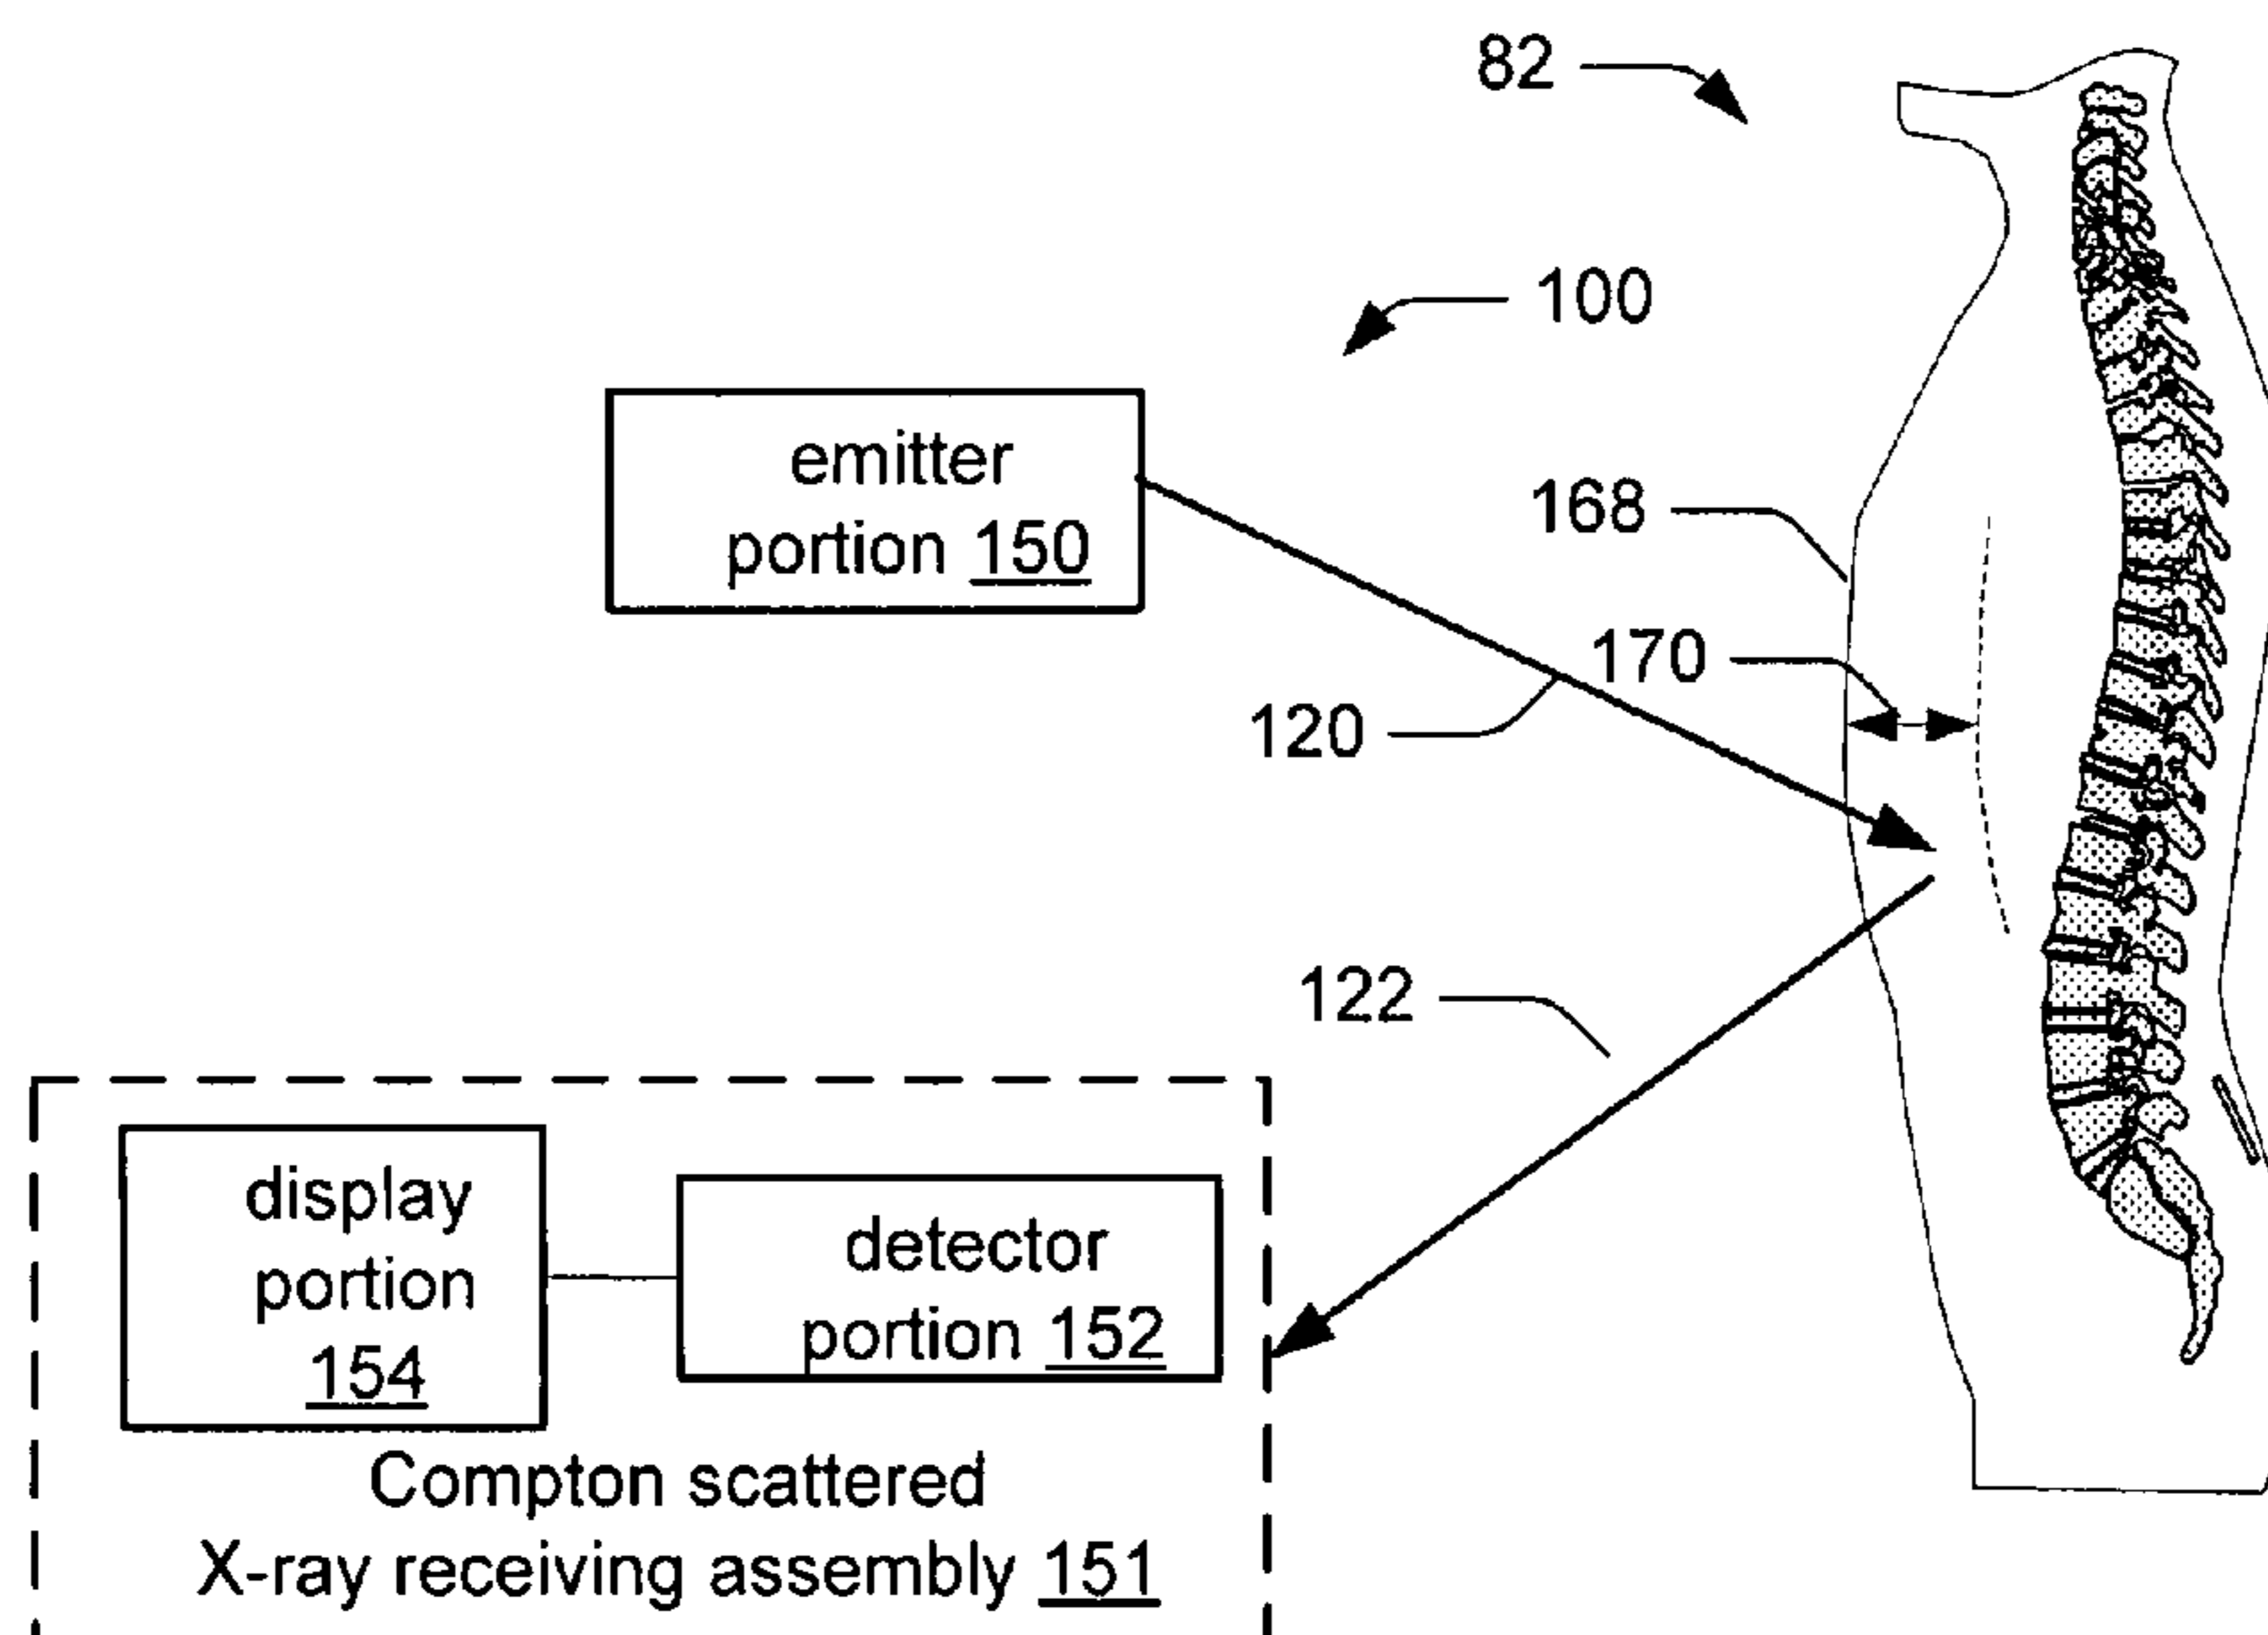 82
100
emitter
portion 150
168
170
120
122
display
portion
154
detector
portion 152
Compton scattered
X-ray receiving assembly 151